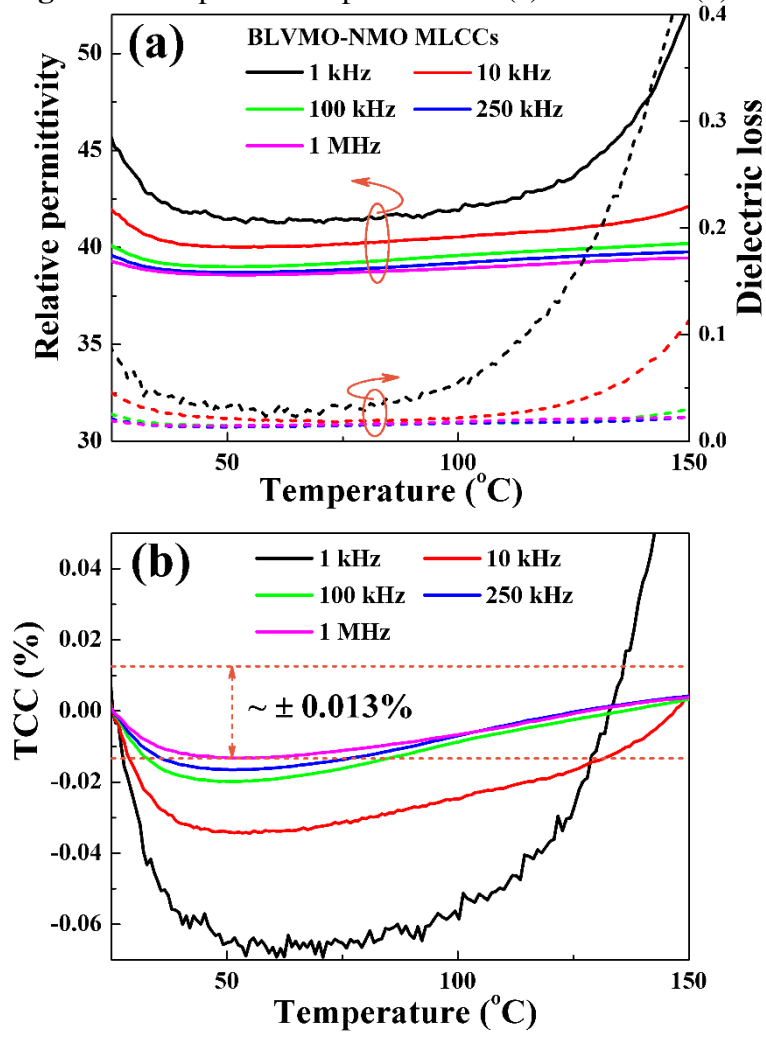 (a)
BLVMO-NMO MLCCs
1 kHz 10 kHz
100 kHz 250 kHz
1 MHz
Relative permittivity
50
45
40
35
30
Dielectric loss
0.4
0.3
0.2
0.1
0.0
50 100 150
Temperature (°C)
(b)
1 kHz 10 kHz
100 kHz 250 kHz
1 MHz
TCC (%)
0.04
0.02
0.00
-0.02
-0.04
-0.06
~ ± 0.013%
50 100 150
Temperature (°C)